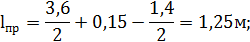 lпр = 3,6/2 + 0,15 − 1,4/2 = 1,25м;